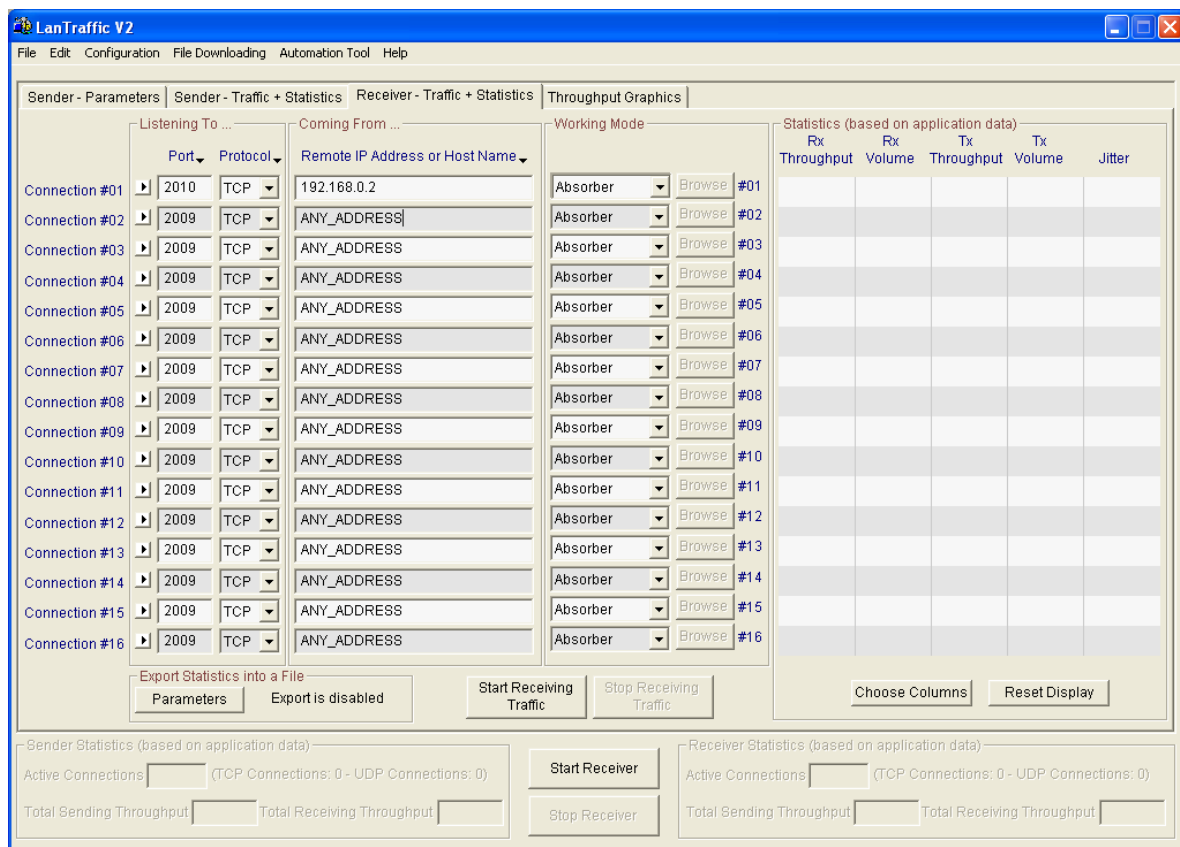 LanTraffic V2
File Edit Configuration File Downloading Automation Tool Help
Sender - Parameters Sender - Traffic + Statistics Receiver - Traffic + Statistics Throughput Graphics
Listening To ... Coming From ... Working Mode Statistics (based on application data)
Port Protocol Remote IP Address or Host Name Rx Throughput Rx Volume Tx Throughput Tx Volume Jitter
Connection #01 2010 TCP 192.168.0.2 Absorber Browse #01
Connection #02 2009 TCP ANY_ADDRESS Absorber Browse #02
Connection #03 2009 TCP ANY_ADDRESS Absorber Browse #03
Connection #04 2009 TCP ANY_ADDRESS Absorber Browse #04
Connection #05 2009 TCP ANY_ADDRESS Absorber Browse #05
Connection #06 2009 TCP ANY_ADDRESS Absorber Browse #06
Connection #07 2009 TCP ANY_ADDRESS Absorber Browse #07
Connection #08 2009 TCP ANY_ADDRESS Absorber Browse #08
Connection #09 2009 TCP ANY_ADDRESS Absorber Browse #09
Connection #10 2009 TCP ANY_ADDRESS Absorber Browse #10
Connection #11 2009 TCP ANY_ADDRESS Absorber Browse #11
Connection #12 2009 TCP ANY_ADDRESS Absorber Browse #12
Connection #13 2009 TCP ANY_ADDRESS Absorber Browse #13
Connection #14 2009 TCP ANY_ADDRESS Absorber Browse #14
Connection #15 2009 TCP ANY_ADDRESS Absorber Browse #15
Connection #16 2009 TCP ANY_ADDRESS Absorber Browse #16
Export Statistics into a File
Parameters Export is disabled
Start Receiving Traffic
Stop Receiving Traffic
Choose Columns Reset Display
Sender Statistics (based on application data)
Active Connections (TCP Connections: 0 - UDP Connections: 0)
Total Sending Throughput Total Receiving Throughput
Start Receiver
Stop Receiver
Receiver Statistics (based on application data)
Active Connections (TCP Connections: 0 - UDP Connections: 0)
Total Sending Throughput Total Receiving Throughput